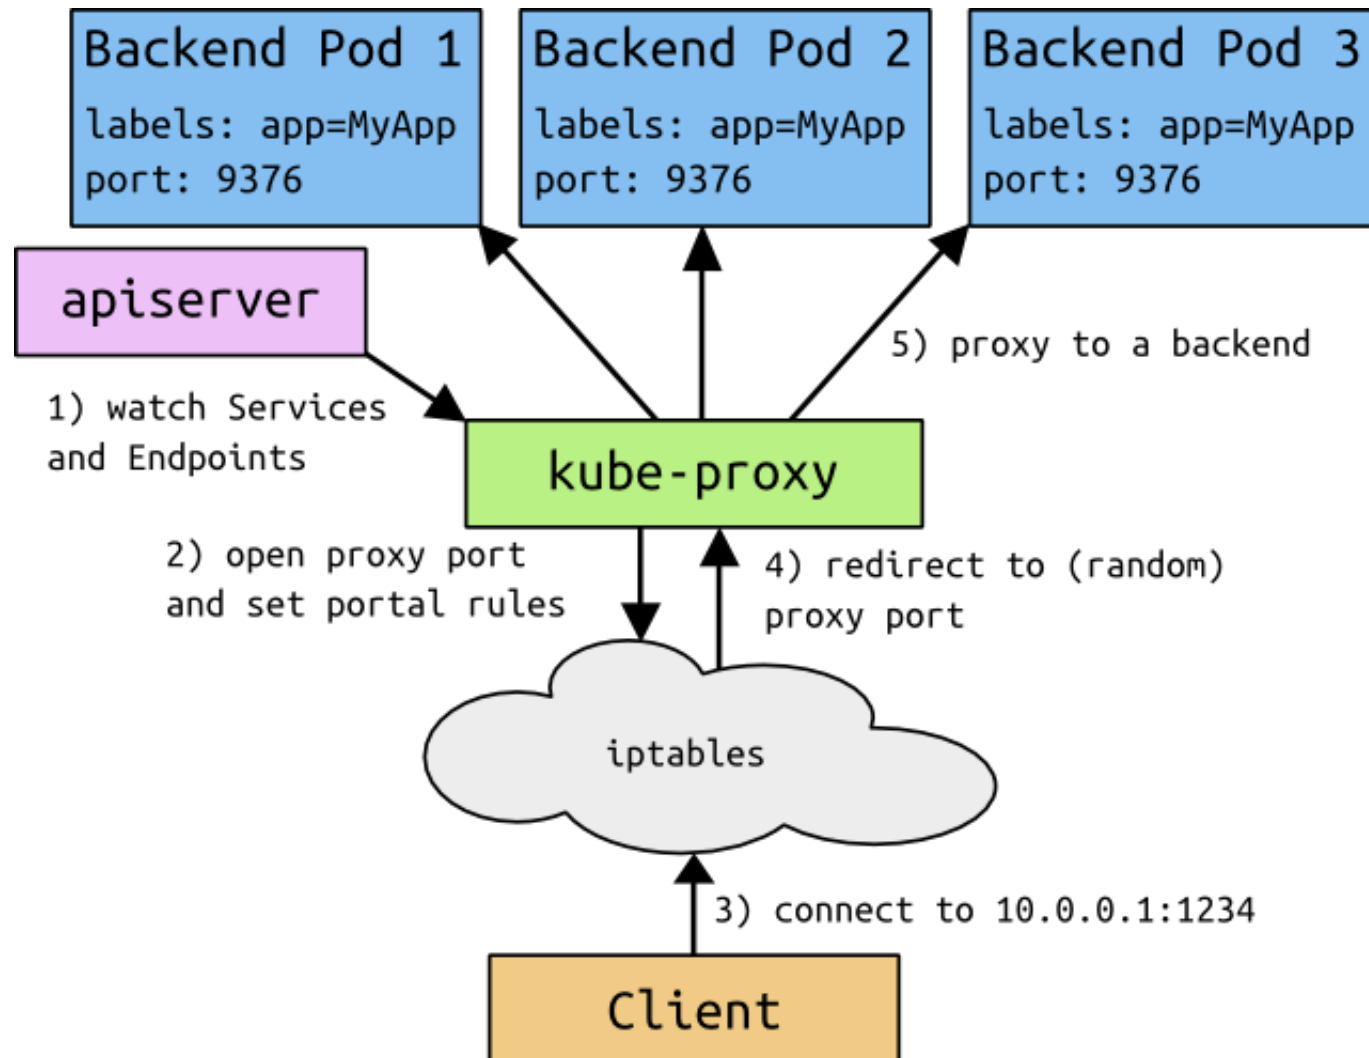 Backend Pod 1
labels: app=MyApp
port: 9376
Backend Pod 2
labels: app=MyApp
port: 9376
Backend Pod 3
labels: app=MyApp
port: 9376
apiserver
1) watch Services
and Endpoints
5) proxy to a backend
kube-proxy
2) open proxy port
and set portal rules
4) redirect to (random)
proxy port
iptables
3) connect to 10.0.0.1:1234
Client